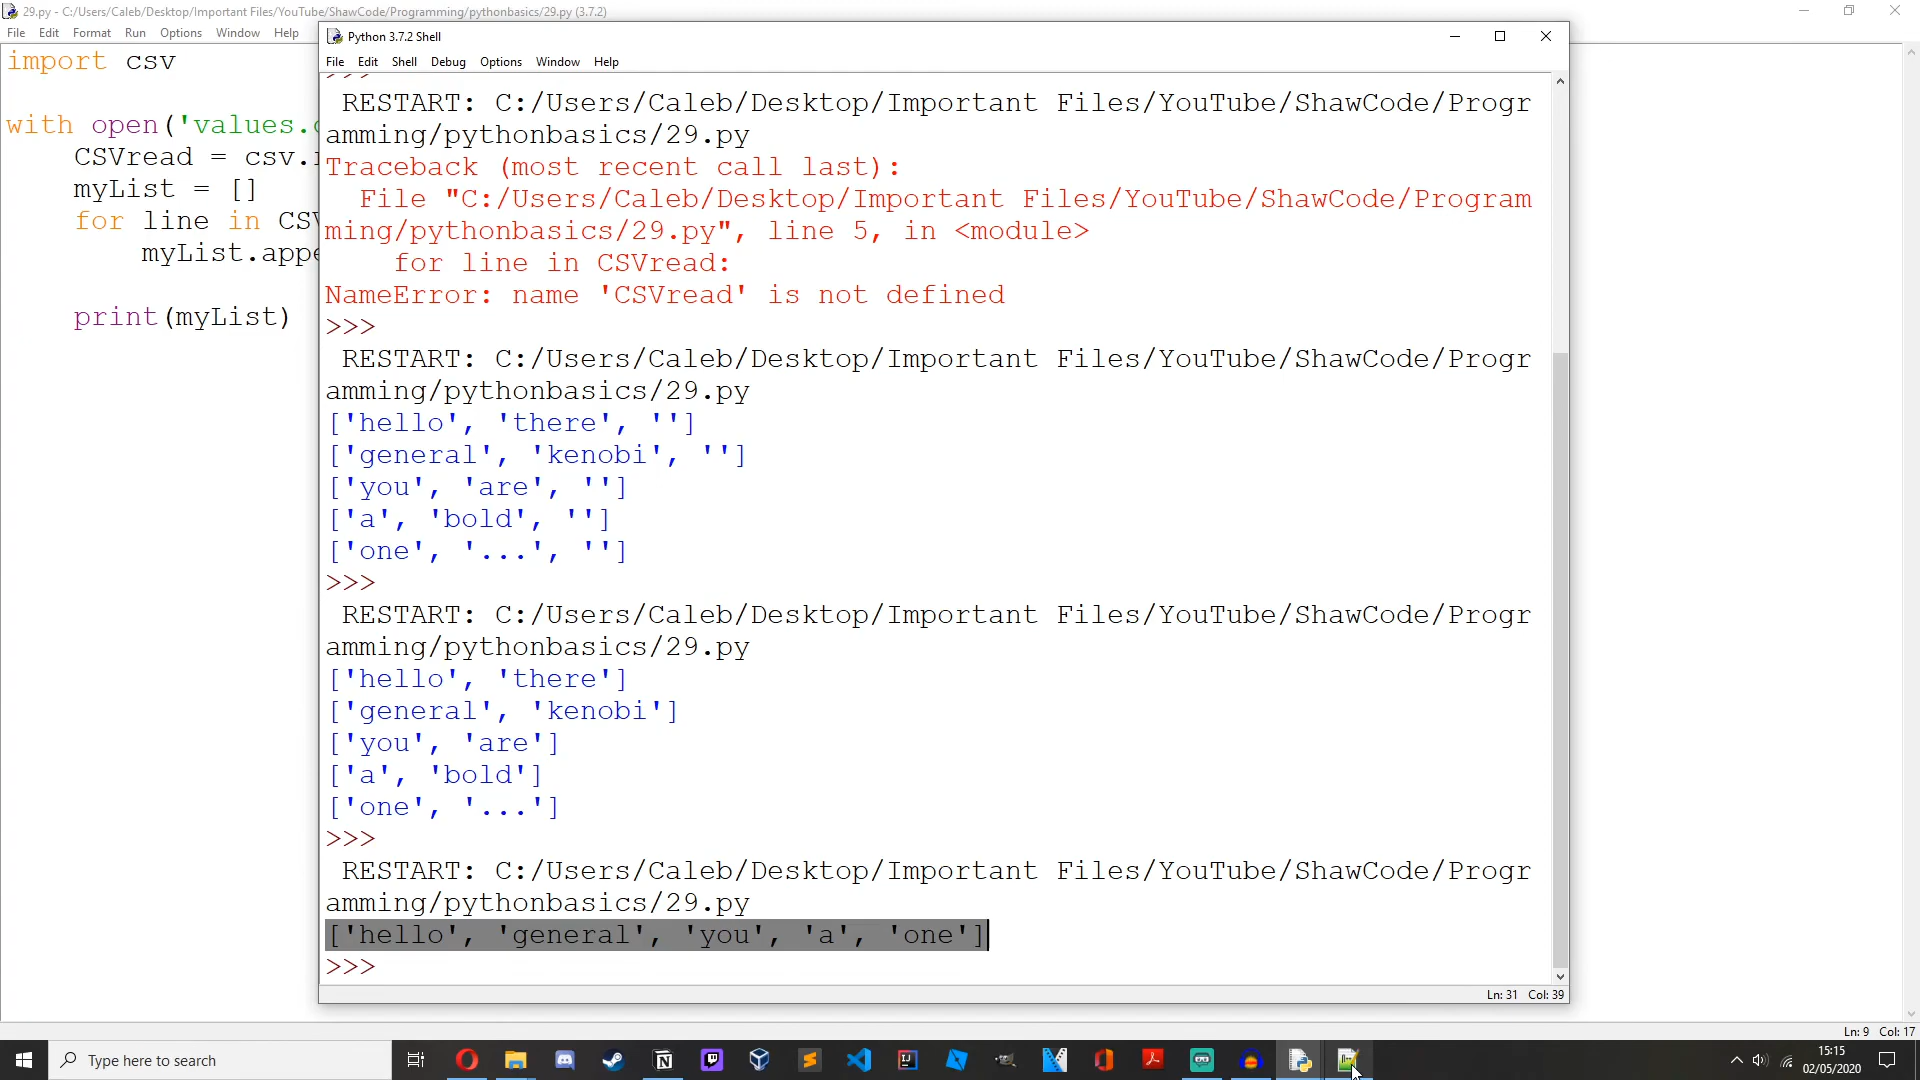 29.py - C:/Users/Caleb/Desktop/Important Files/YouTube/ShawCode/Programming/pythonbasics/29.py (3.7.2)
File Edit Format Run Options Window Help
import csv
with open('values.
CSVread = csv.
myList = []
for line in CSV
myList.appe
print(myList)
Python 3.7.2 Shell
File Edit Shell Debug Options Window Help
>>>
RESTART: C:/Users/Caleb/Desktop/Important Files/YouTube/ShawCode/Progr
amming/pythonbasics/29.py
Traceback (most recent call last):
File "C:/Users/Caleb/Desktop/Important Files/YouTube/ShawCode/Program
ming/pythonbasics/29.py", line 5, in <module>
for line in CSVread:
NameError: name 'CSVread' is not defined
>>>
RESTART: C:/Users/Caleb/Desktop/Important Files/YouTube/ShawCode/Progr
amming/pythonbasics/29.py
['hello', 'there', '']
['general', 'kenobi', '']
['you', 'are', '']
['a', 'bold', '']
['one', '...', '']
>>>
RESTART: C:/Users/Caleb/Desktop/Important Files/YouTube/ShawCode/Progr
amming/pythonbasics/29.py
['hello', 'there']
['general', 'kenobi']
['you', 'are']
['a', 'bold']
['one', '...']
>>>
RESTART: C:/Users/Caleb/Desktop/Important Files/YouTube/ShawCode/Progr
amming/pythonbasics/29.py
['hello', 'general', 'you', 'a', 'one']
>>>
Ln: 31 Col: 39
Ln: 9 Col: 17
Type here to search
15:15
02/05/2020